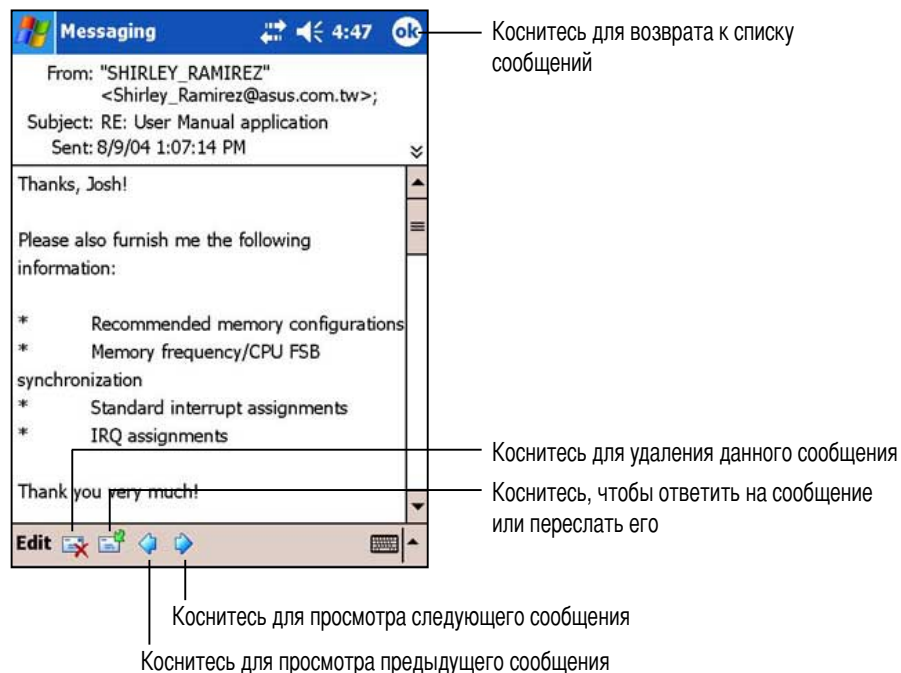 Messaging 4:47 ok
Коснитесь для возврата к списку
сообщений
From: "SHIRLEY_RAMIREZ"
<Shirley_Ramirez@asus.com.tw>;
Subject: RE: User Manual application
Sent: 8/9/04 1:07:14 PM
Thanks, Josh!
Please also furnish me the following
information:
* Recommended memory configurations
* Memory frequency/CPU FSB
synchronization
* Standard interrupt assignments
* IRQ assignments
Thank you very much!
Edit
Коснитесь для удаления данного сообщения
Коснитесь, чтобы ответить на сообщение
или переслать его
Коснитесь для просмотра следующего сообщения
Коснитесь для просмотра предыдущего сообщения